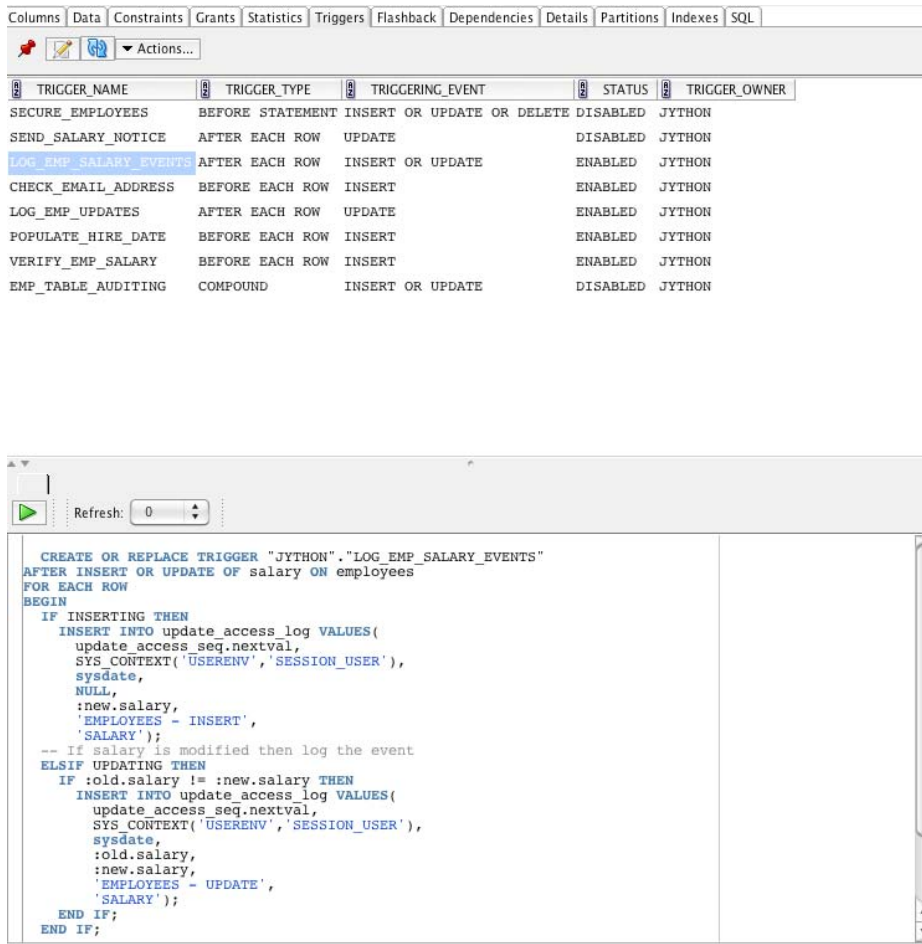 Columns Data Constraints Grants Statistics Triggers Flashback Dependencies Details Partitions Indexes SQL
Actions...
TRIGGER_NAME TRIGGER_TYPE TRIGGERING_EVENT STATUS TRIGGER_OWNER
SECURE_EMPLOYEES BEFORE STATEMENT INSERT OR UPDATE OR DELETE DISABLED JYTHON
SEND_SALARY_NOTICE AFTER EACH ROW UPDATE DISABLED JYTHON
LOG_EMP_SALARY_EVENTS AFTER EACH ROW INSERT OR UPDATE ENABLED JYTHON
CHECK_EMAIL_ADDRESS BEFORE EACH ROW INSERT ENABLED JYTHON
LOG_EMP_UPDATES AFTER EACH ROW UPDATE ENABLED JYTHON
POPULATE_HIRE_DATE BEFORE EACH ROW INSERT ENABLED JYTHON
VERIFY_EMP_SALARY BEFORE EACH ROW INSERT ENABLED JYTHON
EMP_TABLE_AUDITING COMPOUND INSERT OR UPDATE DISABLED JYTHON
Refresh: 0
CREATE OR REPLACE TRIGGER "JYTHON"."LOG_EMP_SALARY_EVENTS"
AFTER INSERT OR UPDATE OF salary ON employees
FOR EACH ROW
BEGIN
IF INSERTING THEN
INSERT INTO update_access_log VALUES(
update_access_seq.nextval,
SYS_CONTEXT('USERENV','SESSION_USER'),
sysdate,
NULL,
:new.salary,
'EMPLOYEES - INSERT',
'SALARY');
-- If salary is modified then log the event
ELSIF UPDATING THEN
IF :old.salary != :new.salary THEN
INSERT INTO update_access_log VALUES(
update_access_seq.nextval,
SYS_CONTEXT('USERENV','SESSION_USER'),
sysdate,
:old.salary,
:new.salary,
'EMPLOYEES - UPDATE',
'SALARY');
END IF;
END IF;